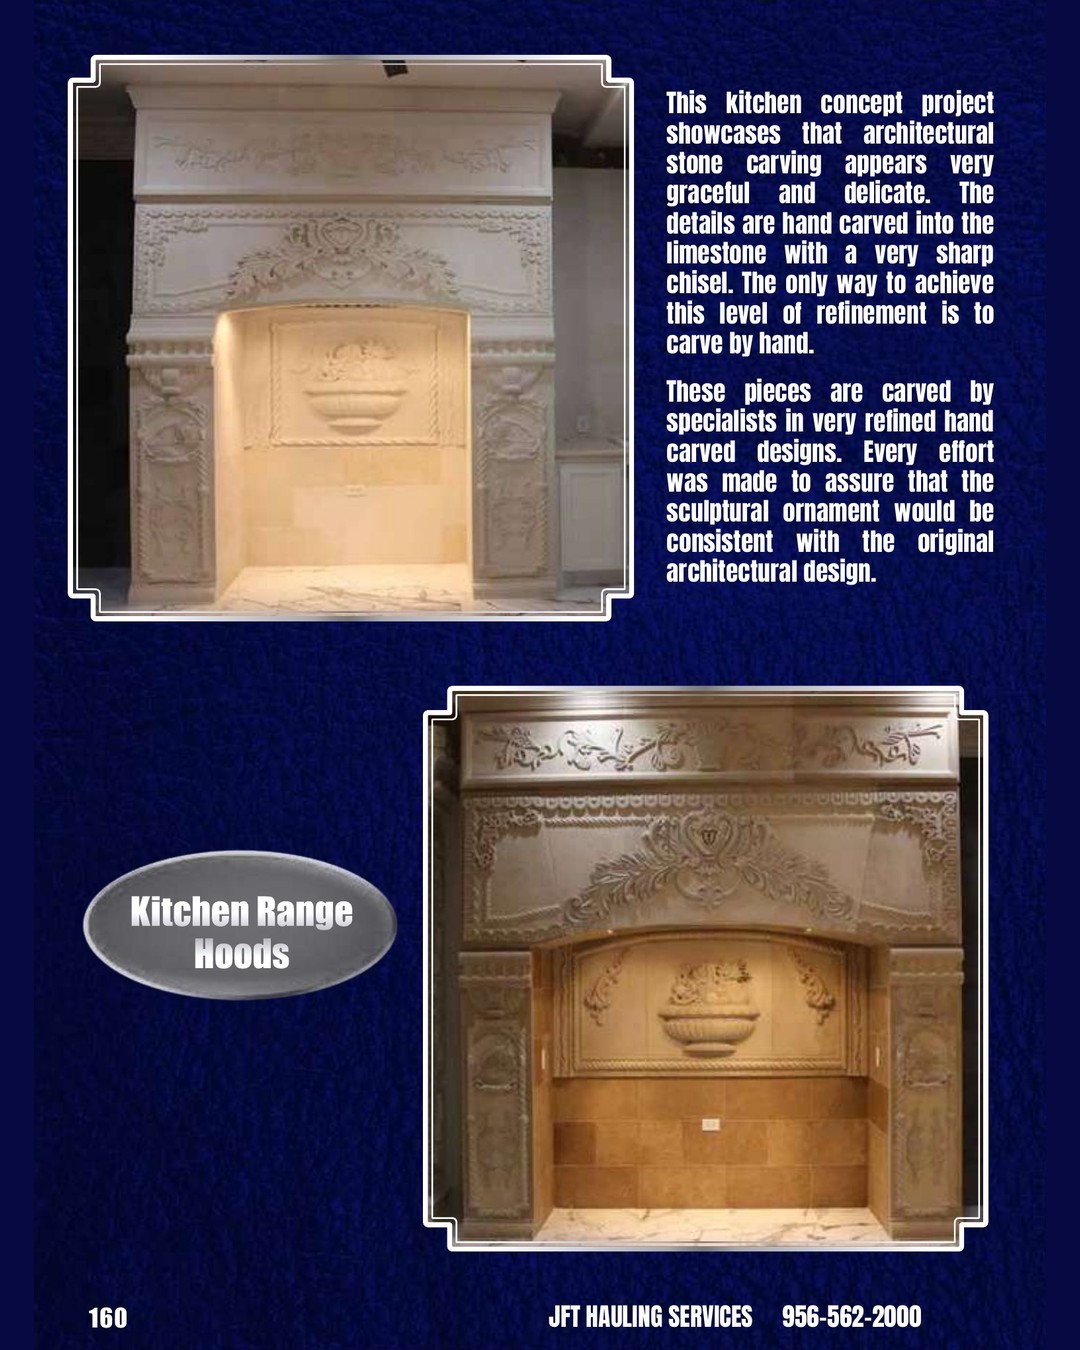 This kitchen concept project
showcases that architectural
stone carving appears very
graceful and delicate. The
details are hand carved into the
limestone with a very sharp
chisel. The only way to achieve
this level of refinement is to
carve by hand.
These pieces are carved by
specialists in very refined hand
carved designs. Every effort
was made to assure that the
sculptural ornament would be
consistent with the original
architectural design.
Kitchen Range
Hoods
160
JFT HAULING SERVICES 956-562-2000